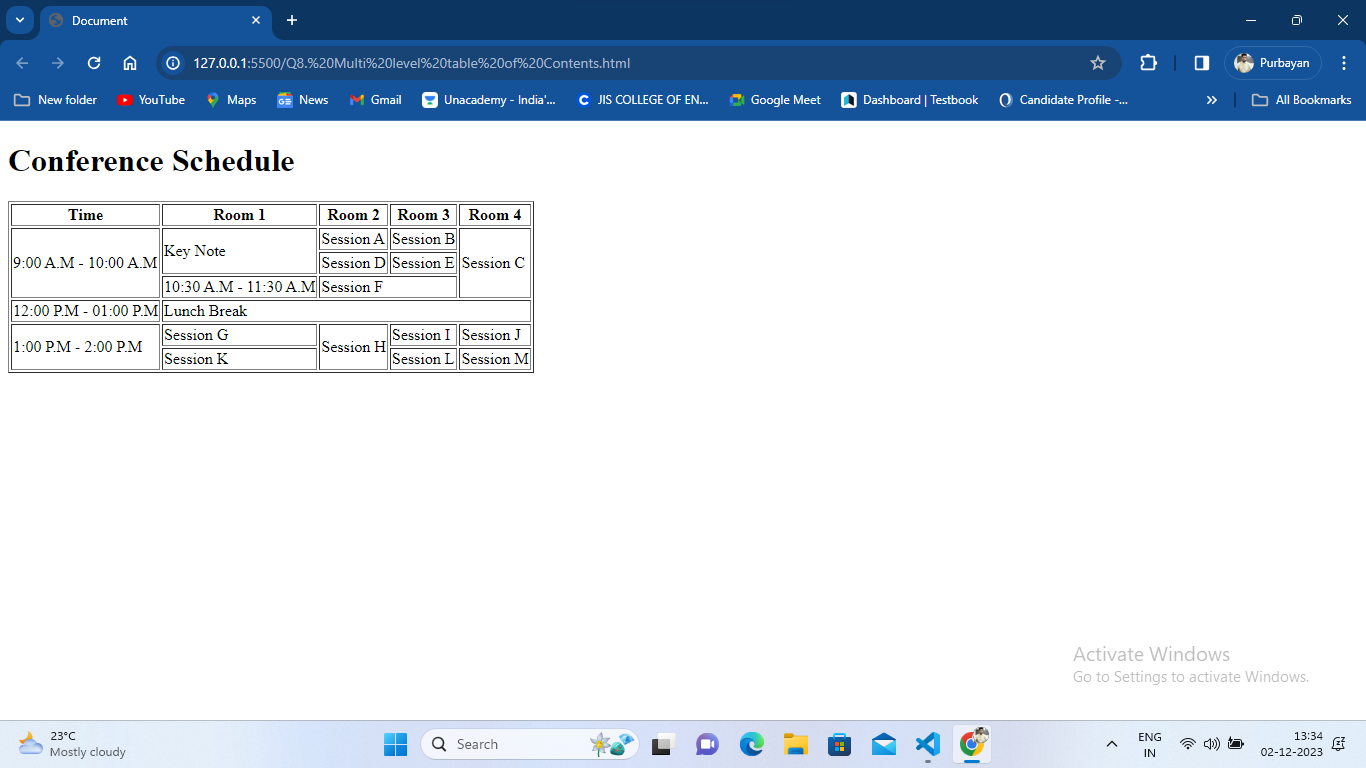 Document
127.0.0.1:5500/Q8.%20Multi%20level%20table%20of%20Contents.html
Purbayan
New folder YouTube Maps News Gmail Unacademy - India'... JIS COLLEGE OF EN... Google Meet Dashboard | Testbook Candidate Profile -... » All Bookmarks
Conference Schedule
Time Room 1 Room 2 Room 3 Room 4
9:00 A.M - 10:00 A.M Key Note Session A Session B Session C
Session D Session E
10:30 A.M - 11:30 A.M Session F
12:00 P.M - 01:00 P.M Lunch Break
1:00 P.M - 2:00 P.M Session G Session H Session I Session J
Session K Session L Session M
Activate Windows
Go to Settings to activate Windows.
23°C
Mostly cloudy
Search
ENG
IN
13:34
02-12-2023